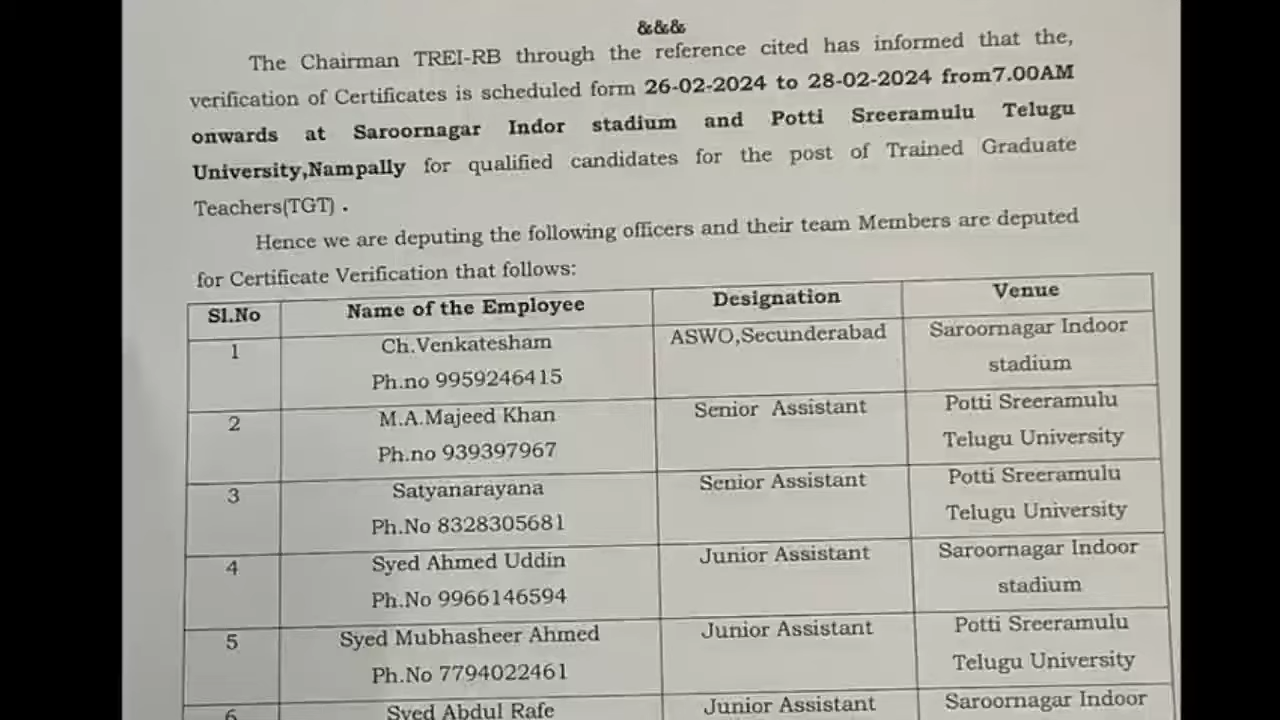 &&&
The Chairman TREI-RB through the reference cited has informed that the,
verification of Certificates is scheduled form 26-02-2024 to 28-02-2024 from7.00AM
onwards at Saroornagar Indor stadium and Potti Sreeramulu Telugu
University,Nampally for qualified candidates for the post of Trained Graduate
Teachers(TGT) .
Hence we are deputing the following officers and their team Members are deputed
for Certificate Verification that follows:
Sl.No Name of the Employee Designation Venue
1 Ch.Venkatesham ASWO,Secunderabad Saroornagar Indoor
Ph.no 9959246415 stadium
2 M.A.Majeed Khan Senior Assistant Potti Sreeramulu
Ph.no 939397967 Telugu University
3 Satyanarayana Senior Assistant Potti Sreeramulu
Ph.No 8328305681 Telugu University
4 Syed Ahmed Uddin Junior Assistant Saroornagar Indoor
Ph.No 9966146594 stadium
5 Syed Mubhasheer Ahmed Junior Assistant Potti Sreeramulu
Ph.No 7794022461 Telugu University
6 Syed Abdul Rafe Junior Assistant Saroornagar Indoor